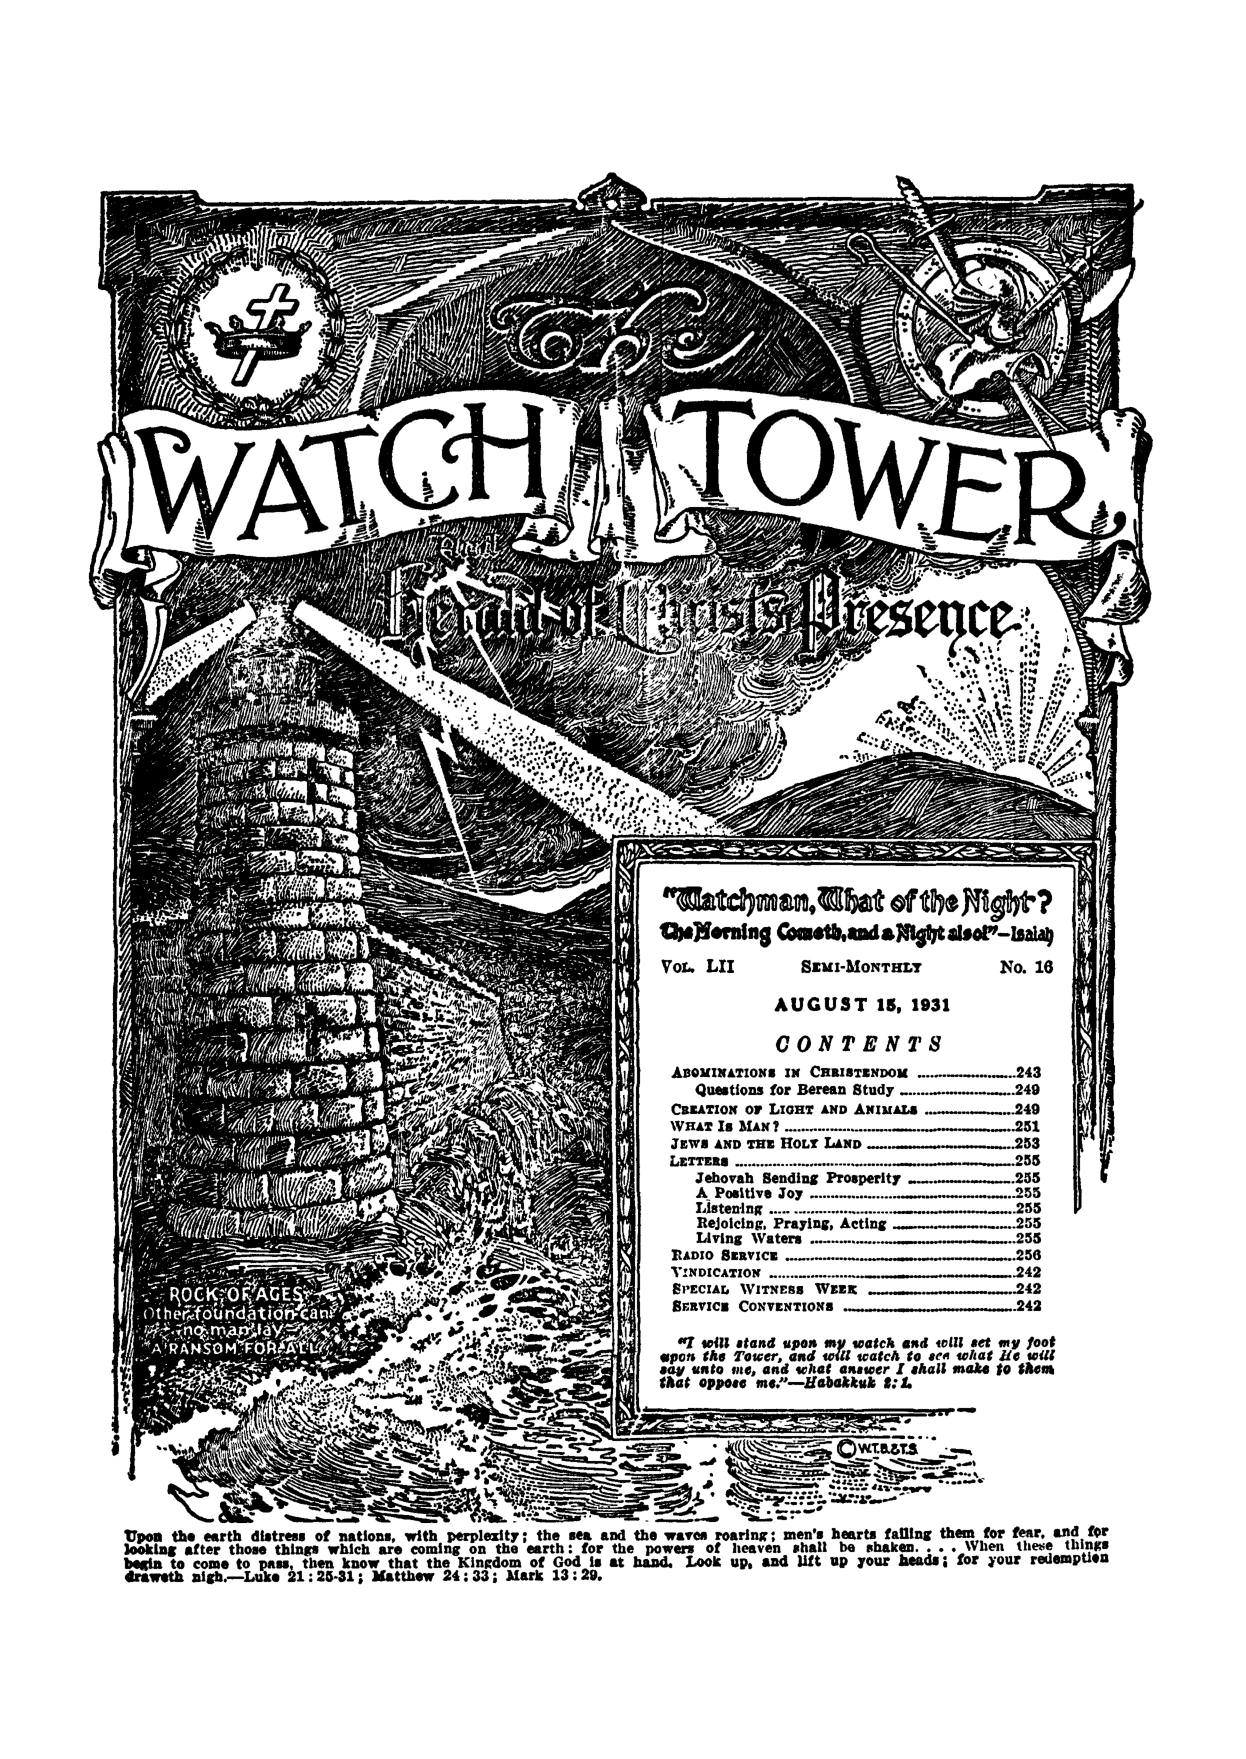 The
WATCH TOWER
And
Herald of Christ's Presence
"Watchman, What of the Night?
The Morning Cometh, and a Night also!"—Isaiah
VOL. LII SEMI-MONTHLY No. 16
AUGUST 15, 1931
CONTENTS
ABOMINATIONS IN CHRISTENDOM ........................243
Questions for Berean Study ........................249
CREATION OF LIGHT AND ANIMALS ........................249
WHAT IS MAN? ........................251
JEWS AND THE HOLY LAND ........................253
LETTERS ........................255
Jehovah Sending Prosperity ........................255
A Positive Joy ........................255
Listening ........................255
Rejoicing, Praying, Acting ........................255
Living Waters ........................255
RADIO SERVICE ........................256
VINDICATION ........................242
SPECIAL WITNESS WEEK ........................242
SERVICE CONVENTIONS ........................242
"I will stand upon my watch and will set my foot
upon the Tower, and will watch to see what He will
say unto me, and what answer I shall make to them
that oppose me."—Habakkuk 2:1.
ROCK OF AGES
Other foundation can
no man lay
A RANSOM FOR ALL
©W.T.B.&T.S.
Upon the earth distress of nations, with perplexity; the sea and the waves roaring; men's hearts failing them for fear, and for
looking after those things which are coming on the earth: for the powers of heaven shall be shaken. . . . When these things
begin to come to pass, then know that the Kingdom of God is at hand. Look up, and lift up your heads; for your redemption
draweth nigh.—Luke 21:25-31; Matthew 24:33; Mark 13:29.